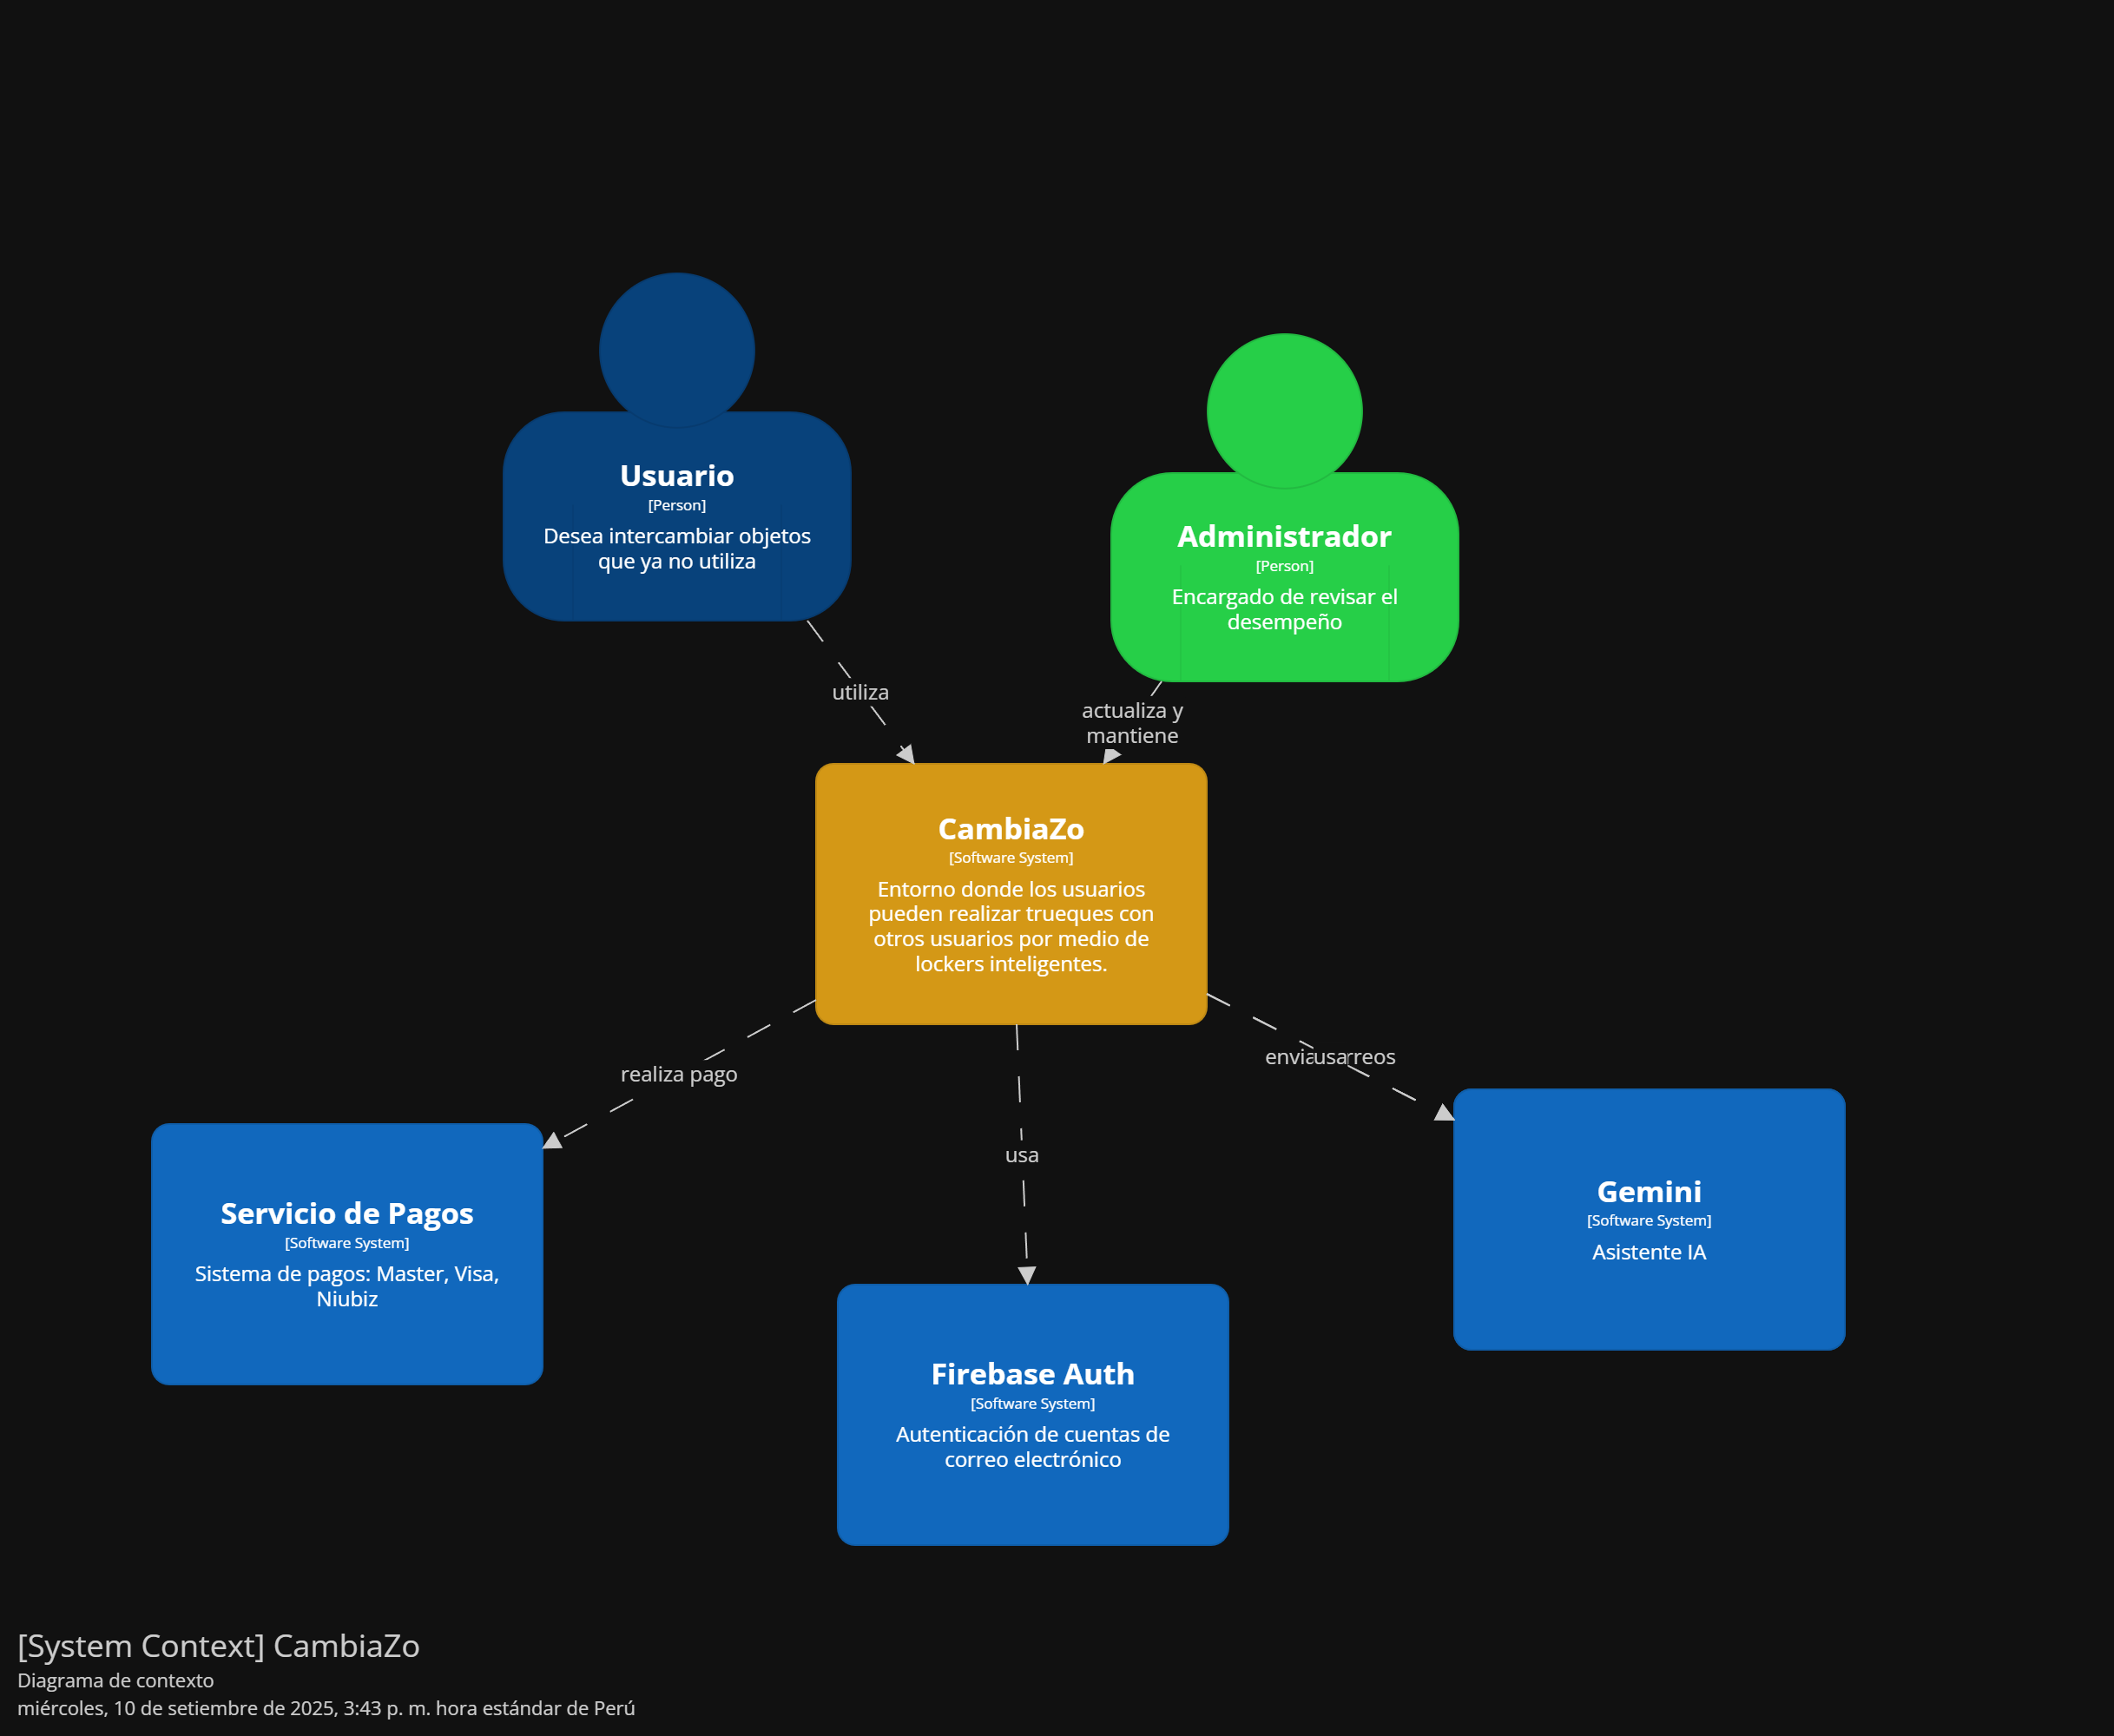 Usuario
[Person]
Desea intercambiar objetos
que ya no utiliza
Administrador
[Person]
Encargado de revisar el
desempeño
utiliza
actualiza y
mantiene
CambiaZo
[Software System]
Entorno donde los usuarios
pueden realizar trueques con
otros usuarios por medio de
lockers inteligentes.
realiza pago
usa
usa
Servicio de Pagos
[Software System]
Sistema de pagos: Master, Visa,
Niubiz
Gemini
[Software System]
Asistente IA
Firebase Auth
[Software System]
Autenticación de cuentas de
correo electrónico
[System Context] CambiaZo
Diagrama de contexto
miércoles, 10 de setiembre de 2025, 3:43 p. m. hora estándar de Perú